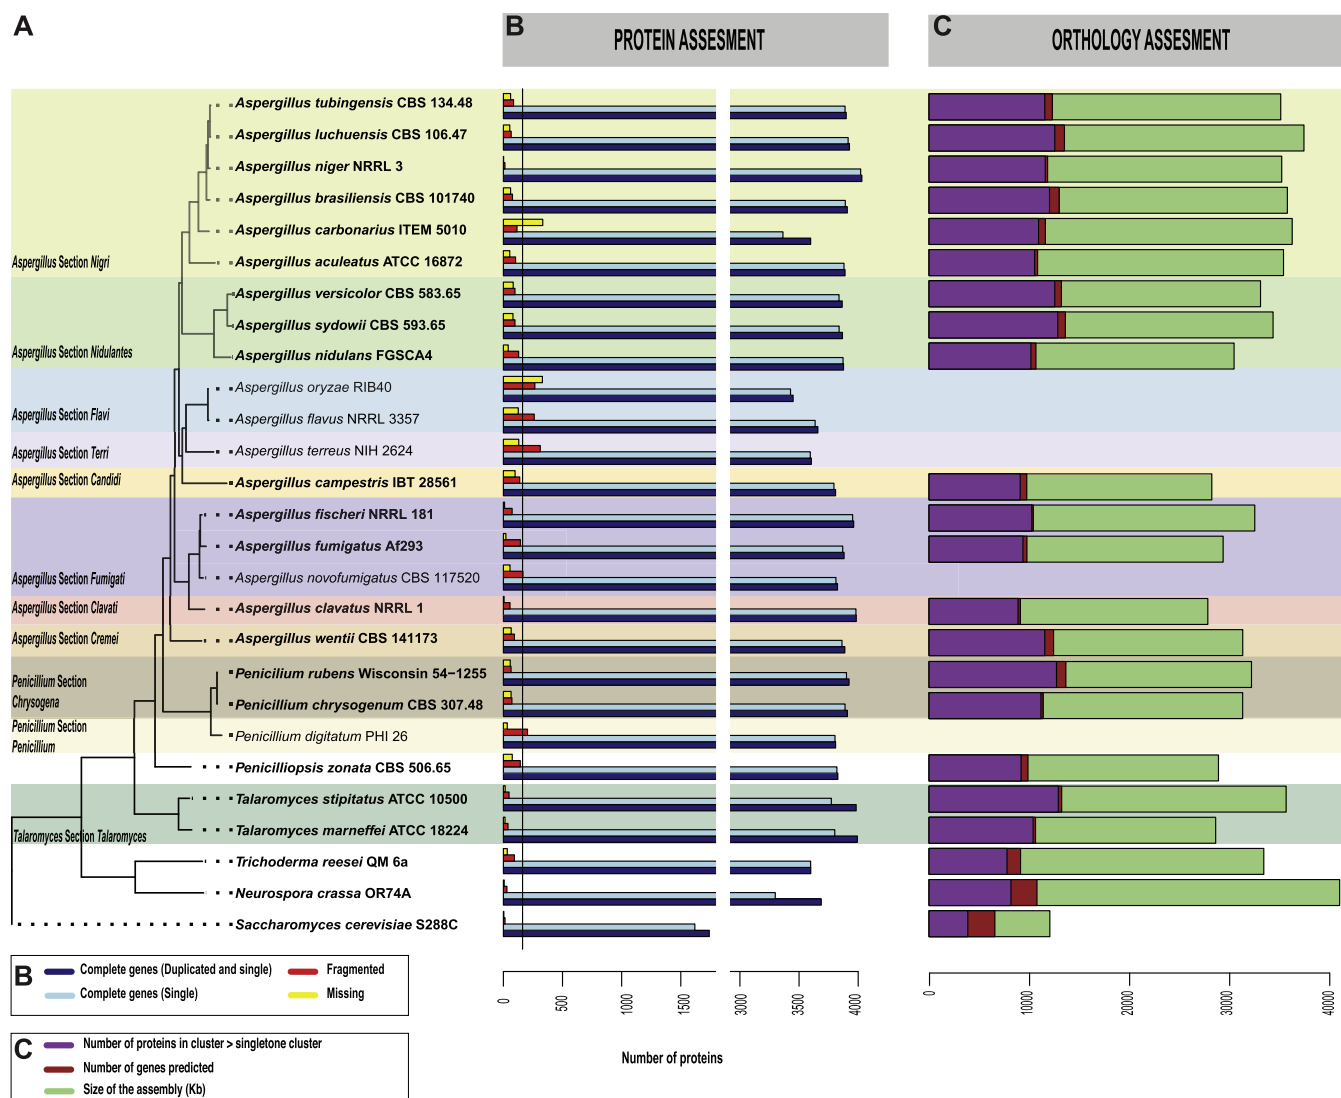 A
B
PROTEIN ASSESMENT
C
ORTHOLOGY ASSESMENT
Aspergillus tubingensis CBS 134.48
Aspergillus luchuensis CBS 106.47
Aspergillus niger NRRL 3
Aspergillus brasiliensis CBS 101740
Aspergillus carbonarius ITEM 5010
Aspergillus Section Nigri
Aspergillus aculeatus ATCC 16872
Aspergillus versicolor CBS 583.65
Aspergillus sydowii CBS 593.65
Aspergillus Section Nidulantes
Aspergillus nidulans FGSCA4
Aspergillus oryzae RIB40
Aspergillus Section Flavi
Aspergillus flavus NRRL 3357
Aspergillus Section Terri
Aspergillus terreus NIH 2624
Aspergillus Section Candidi
Aspergillus campestris IBT 28561
Aspergillus fischeri NRRL 181
Aspergillus fumigatus Af293
Aspergillus Section Fumigati
Aspergillus novofumigatus CBS 117520
Aspergillus Section Clavati
Aspergillus clavatus NRRL 1
Aspergillus Section Cremei
Aspergillus wentii CBS 141173
Penicillium Section
Chrysogena
Penicilium rubens Wisconsin 54−1255
Penicillium chrysogenum CBS 307.48
Penicillium Section
Penicillium
Penicillium digitatum PHI 26
Penicilliopsis zonata CBS 506.65
Talaromyces stipitatus ATCC 10500
Talaromyces Section Talaromyces
Talaromyces marneffei ATCC 18224
Trichoderma reesei QM 6a
Neurospora crassa OR74A
Saccharomyces cerevisiae S288C
B
Complete genes (Duplicated and single)
Fragmented
Complete genes (Single)
Missing
0
500
1000
1500
3000
3500
4000
0
10000
20000
30000
40000
Number of proteins
C
Number of proteins in cluster > singletone cluster
Number of genes predicted
Size of the assembly (Kb)